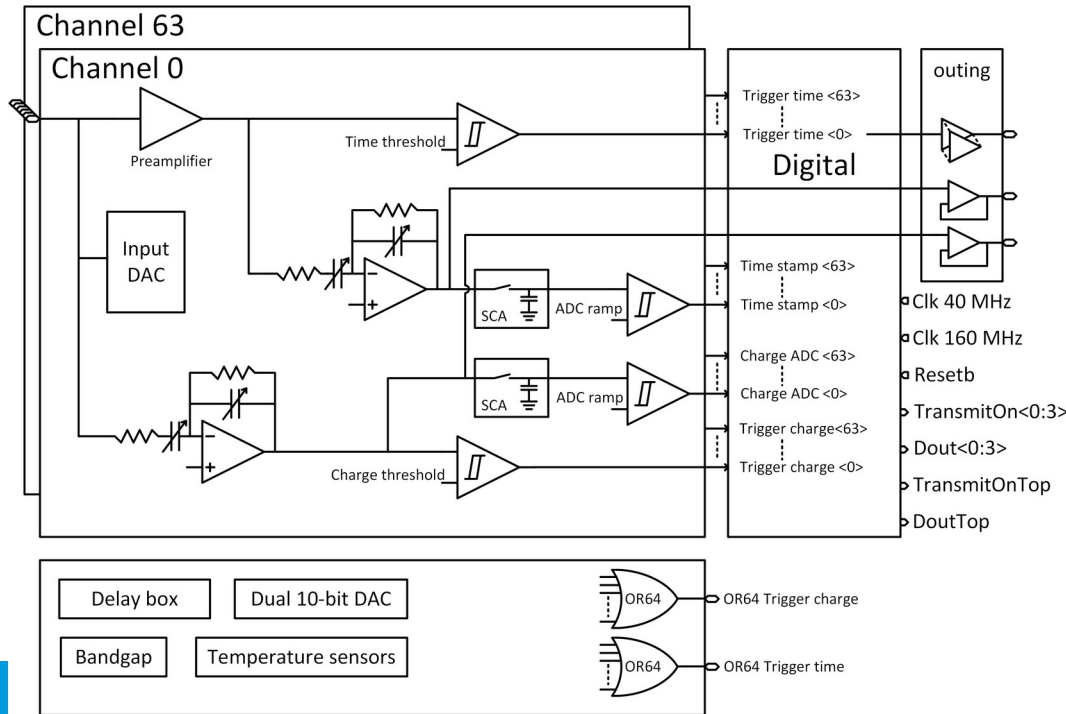 Channel 63
Channel 0
Preamplifier
Time threshold
Input
DAC
−
+
SCA
ADC ramp
SCA
ADC ramp
−
+
Charge threshold
Trigger time <63>
Trigger time <0>
Digital
Time stamp <63>
Time stamp <0>
Charge ADC <63>
Charge ADC <0>
Trigger charge<63>
Trigger charge <0>
outing
Clk 40 MHz
Clk 160 MHz
Resetb
TransmitOn<0:3>
Dout<0:3>
TransmitOnTop
DoutTop
Delay box
Dual 10-bit DAC
Bandgap
Temperature sensors
OR64
OR64 Trigger charge
OR64
OR64 Trigger time